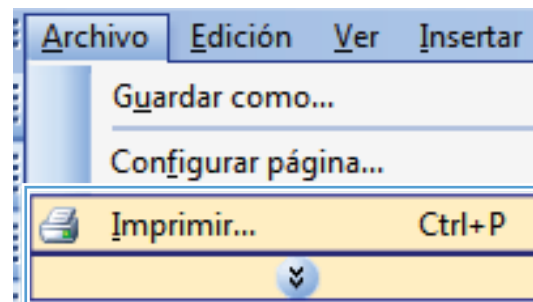 Archivo Edición Ver Insertar
Guardar como...
Configurar página...
Imprimir... Ctrl+P